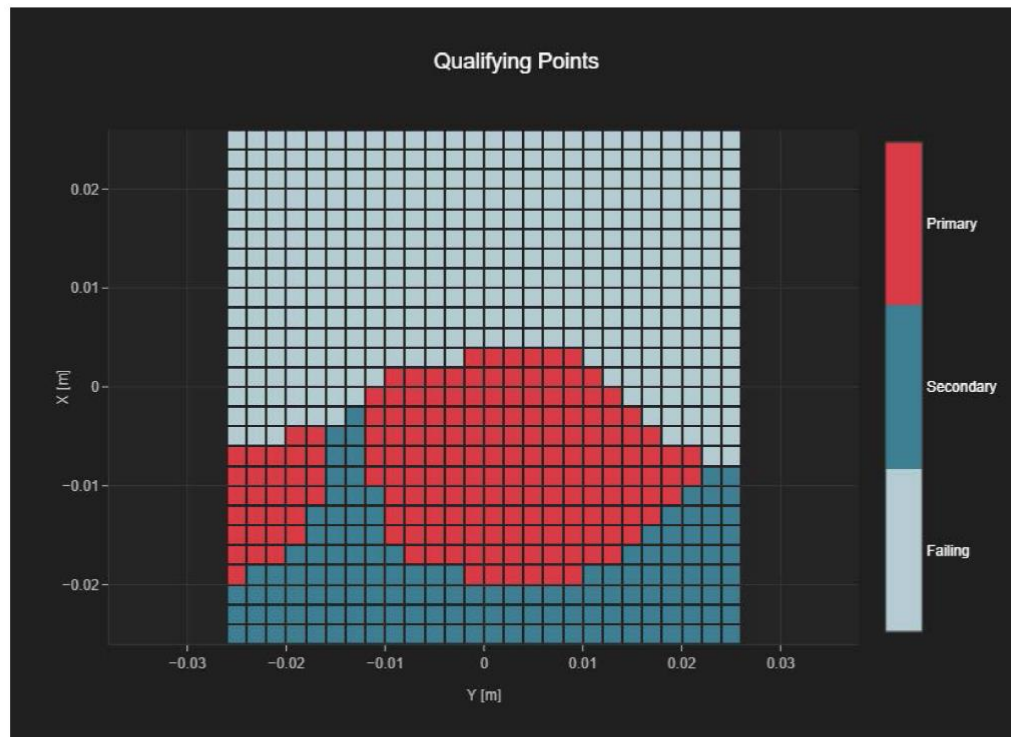 Qualifying Points
0.02
0.01
0
−0.01
−0.02
X [m]
−0.03
−0.02
−0.01
0
0.01
0.02
0.03
Y [m]
Primary
Secondary
Failing